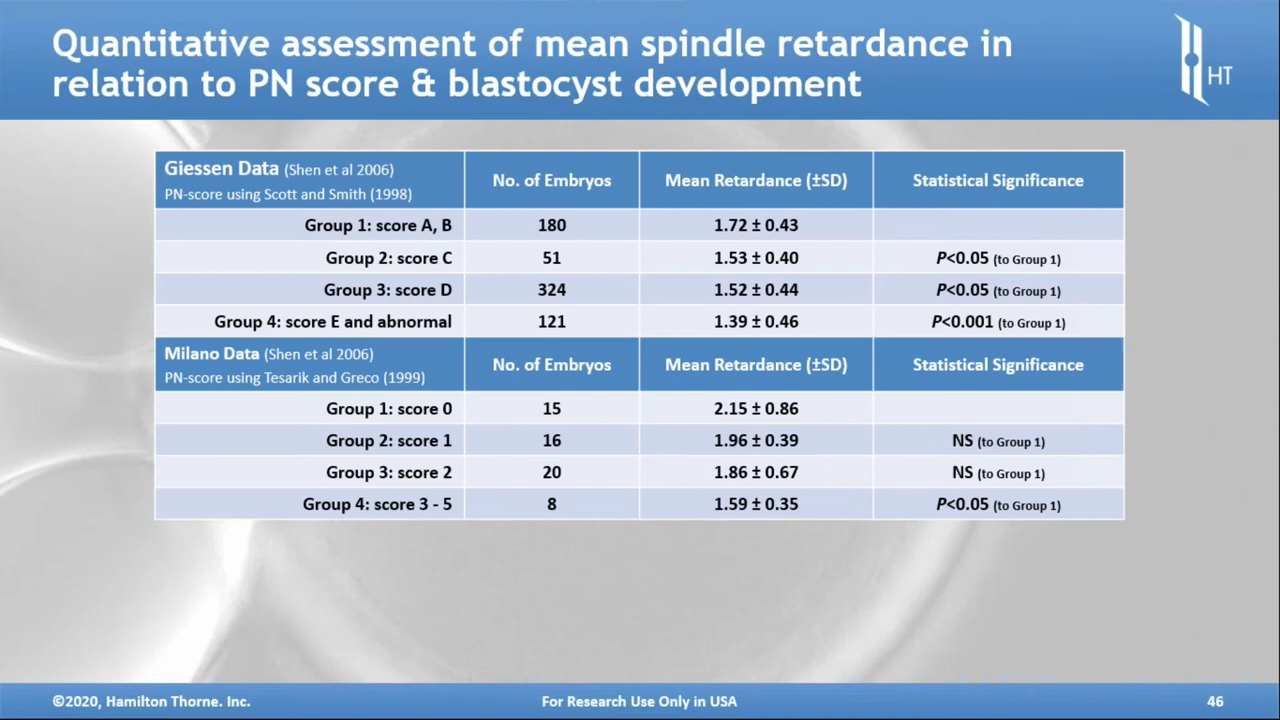 Quantitative assessment of mean spindle retardance in
relation to PN score & blastocyst development
HT
Giessen Data (Shen et al 2006)
PN-score using Scott and Smith (1998)
No. of Embryos
Mean Retardance (±SD)
Statistical Significance
Group 1: score A, B 180 1.72 ± 0.43
Group 2: score C 51 1.53 ± 0.40 P<0.05 (to Group 1)
Group 3: score D 324 1.52 ± 0.44 P<0.05 (to Group 1)
Group 4: score E and abnormal 121 1.39 ± 0.46 P<0.001 (to Group 1)
Milano Data (Shen et al 2006)
PN-score using Tesarik and Greco (1999)
No. of Embryos
Mean Retardance (±SD)
Statistical Significance
Group 1: score 0 15 2.15 ± 0.86
Group 2: score 1 16 1.96 ± 0.39 NS (to Group 1)
Group 3: score 2 20 1.86 ± 0.67 NS (to Group 1)
Group 4: score 3 - 5 8 1.59 ± 0.35 P<0.05 (to Group 1)
©2020, Hamilton Thorne. Inc. For Research Use Only in USA 46